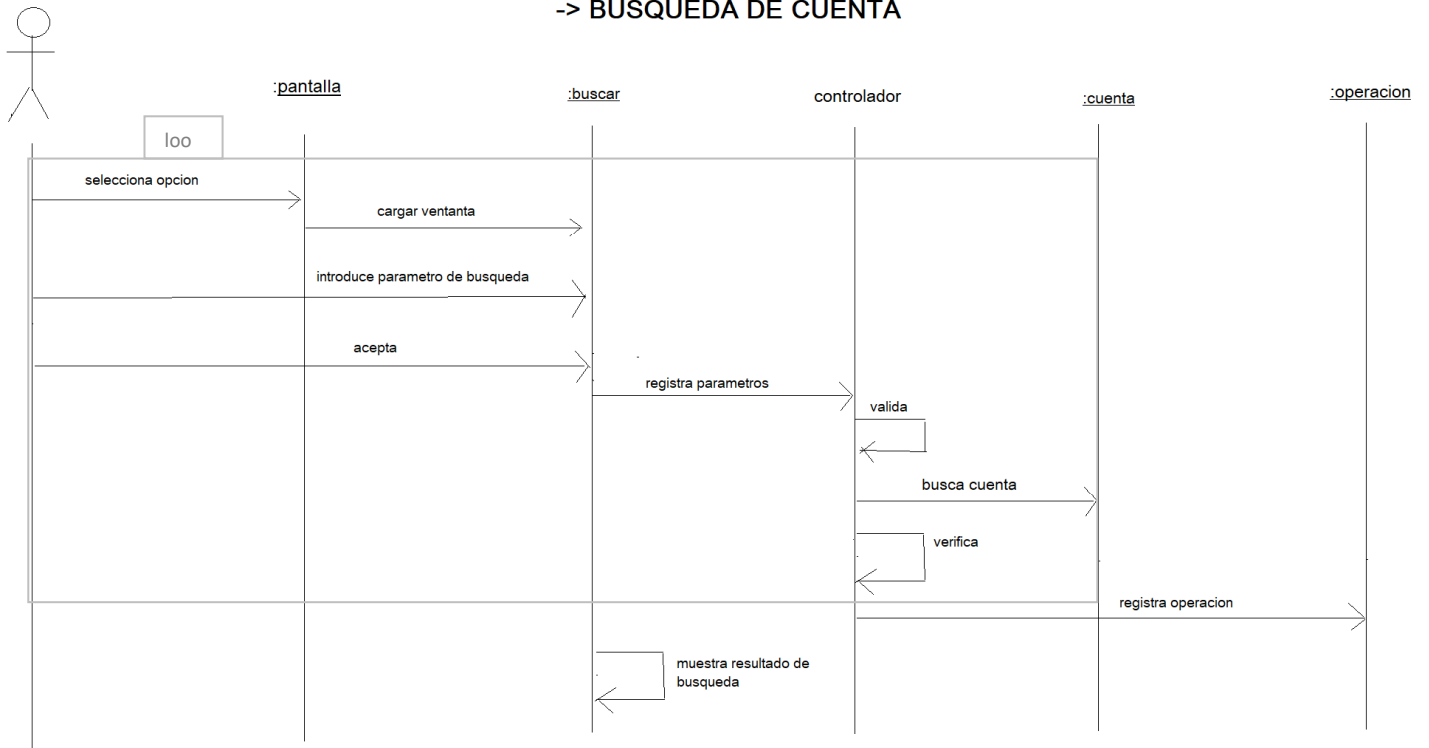 -> BUSQUEDA DE CUENTA
:pantalla
:buscar
controlador
:cuenta
:operacion
loo
selecciona opcion
cargar ventanta
introduce parametro de busqueda
acepta
registra parametros
valida
busca cuenta
verifica
registra operacion
muestra resultado de
busqueda